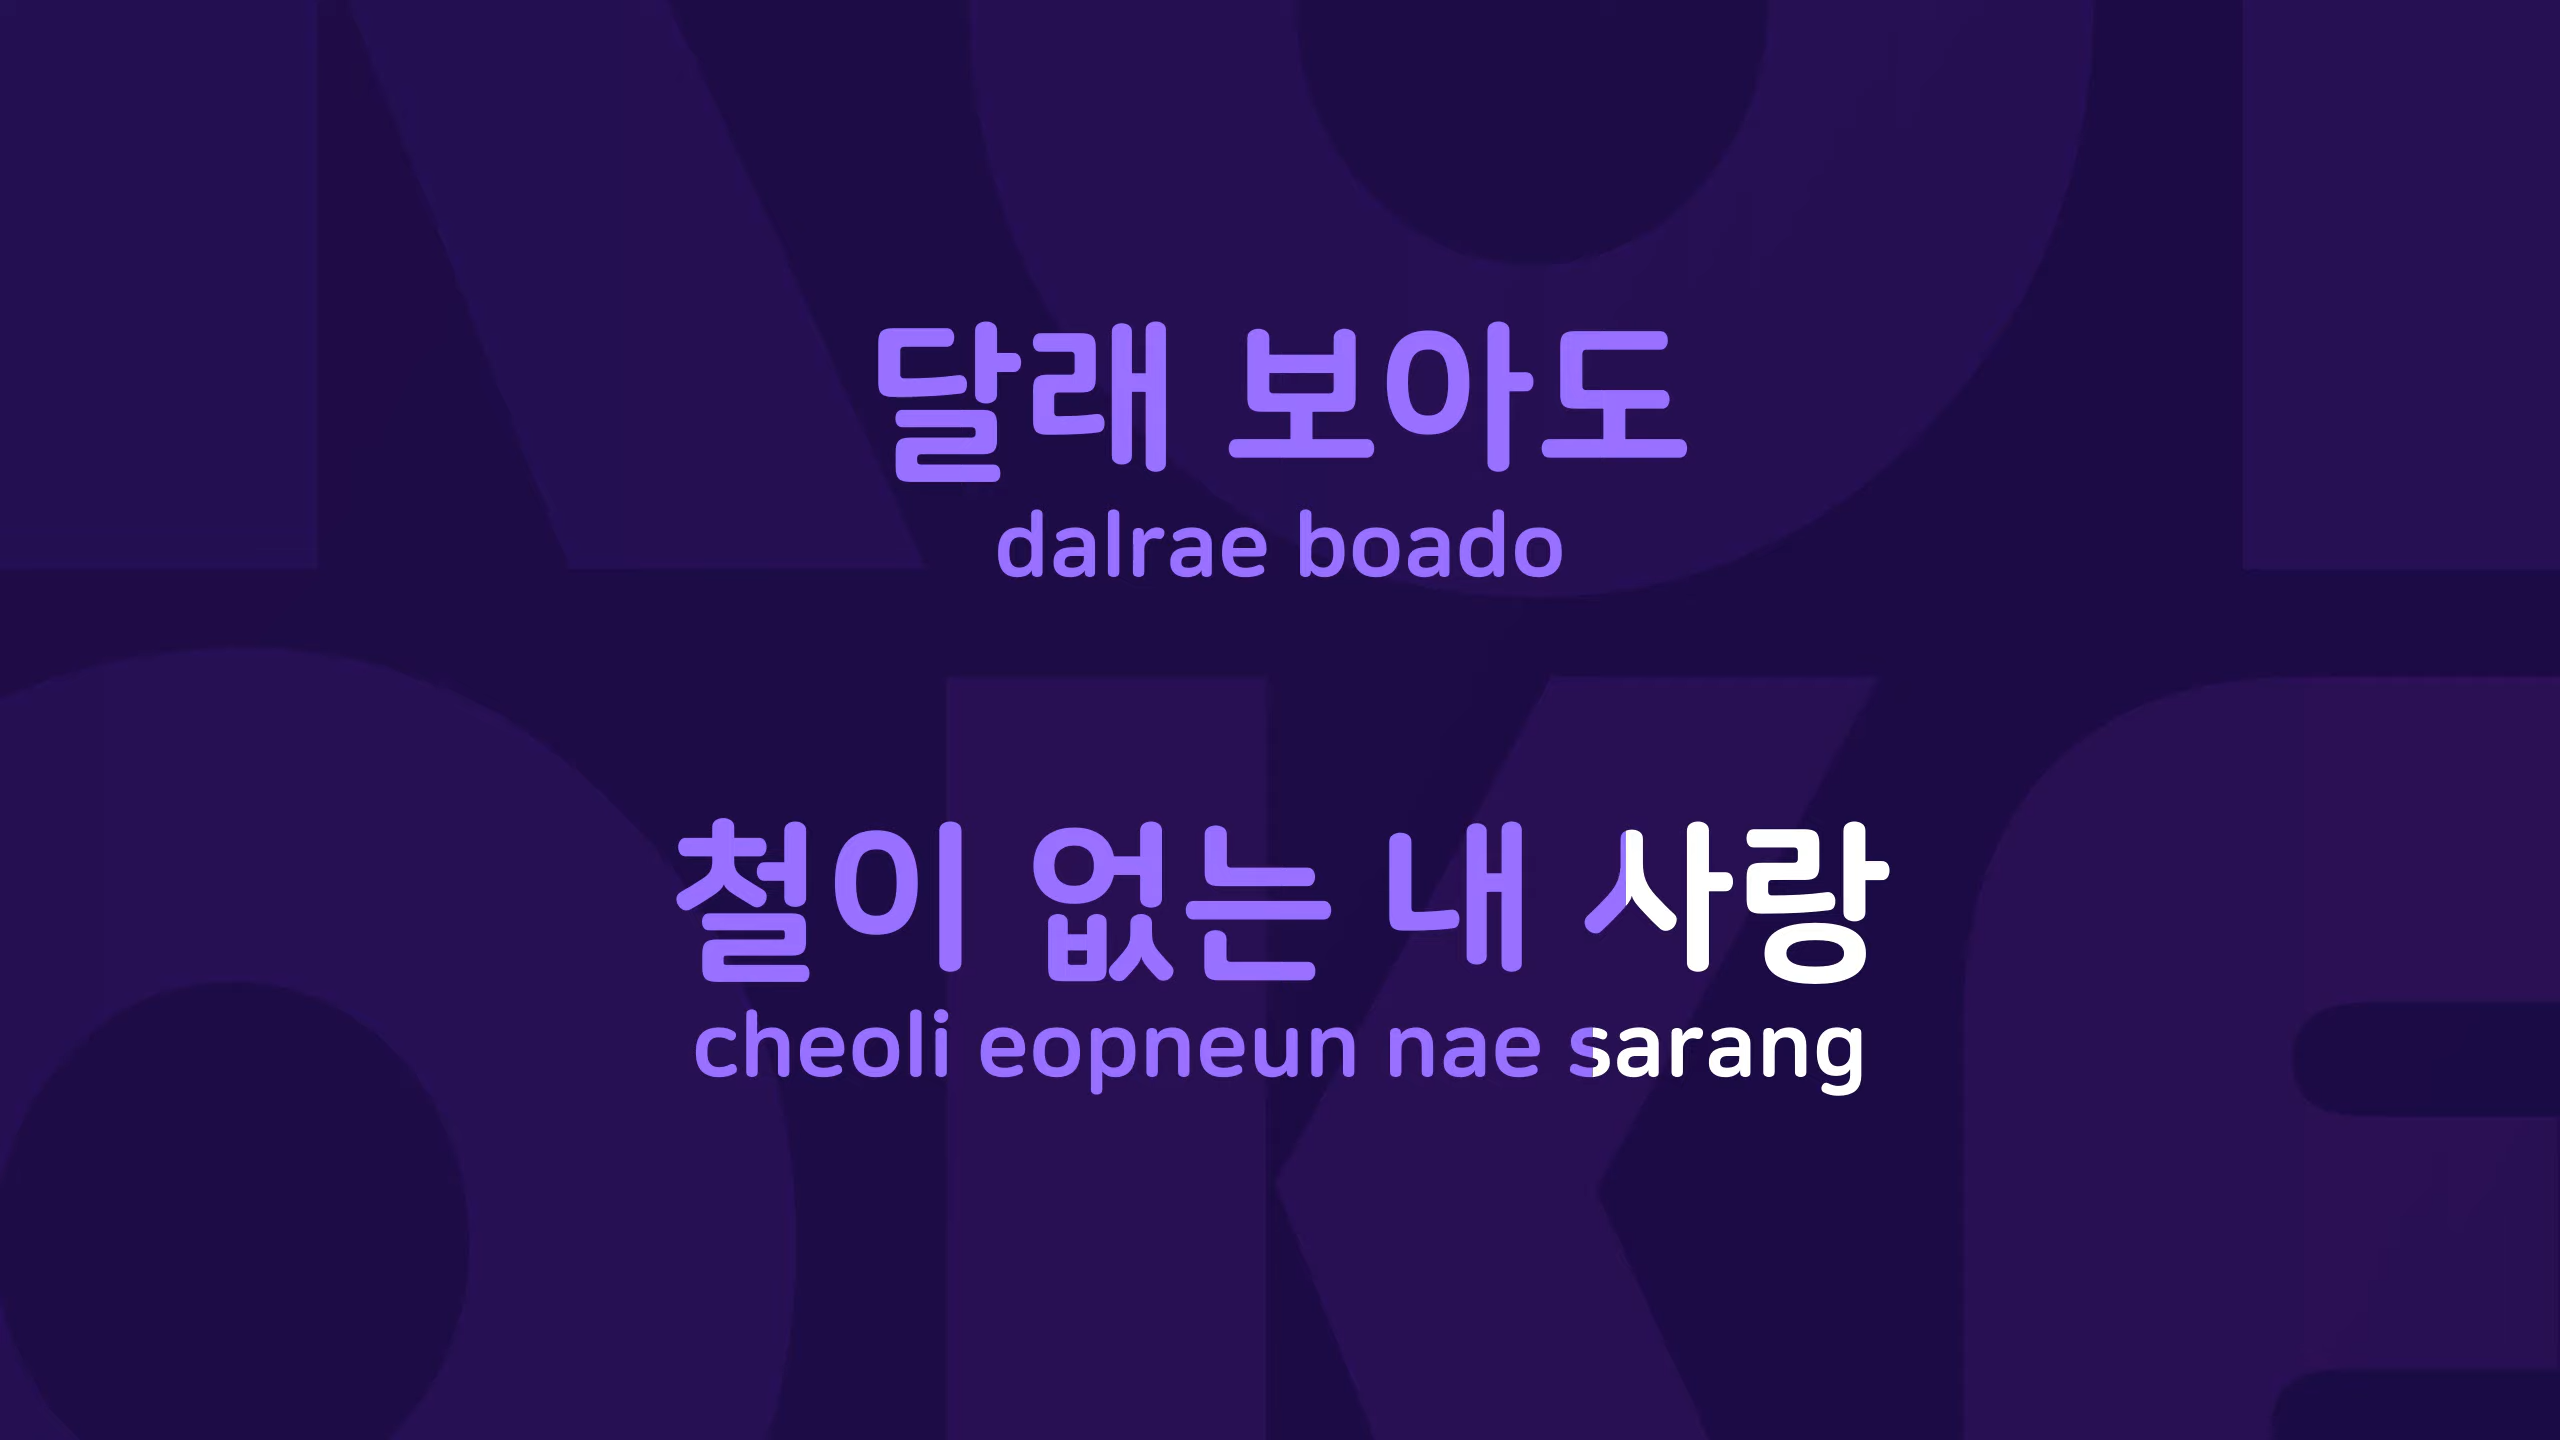 달래 보아도
dalrae boado
철이 없는 내 사랑
cheoli eopneun nae sarang